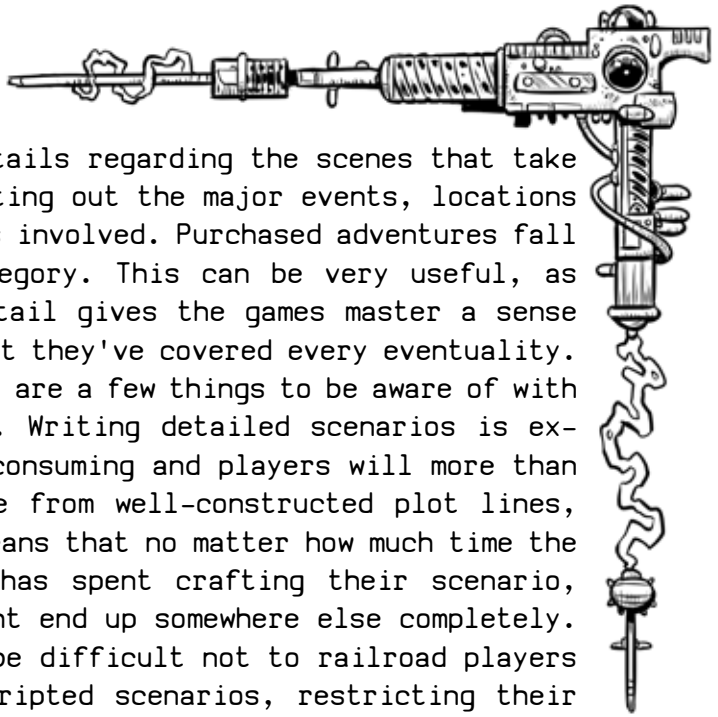 tails regarding the scenes that take
ting out the major events, locations
involved. Purchased adventures fall
egory. This can be very useful, as
tail gives the games master a sense
t they've covered every eventuality.
are a few things to be aware of with
. Writing detailed scenarios is ex-
consuming and players will more than
e from well-constructed plot lines,
ans that no matter how much time the
has spent crafting their scenario,
nt end up somewhere else completely.
be difficult not to railroad players
ripted scenarios, restricting their